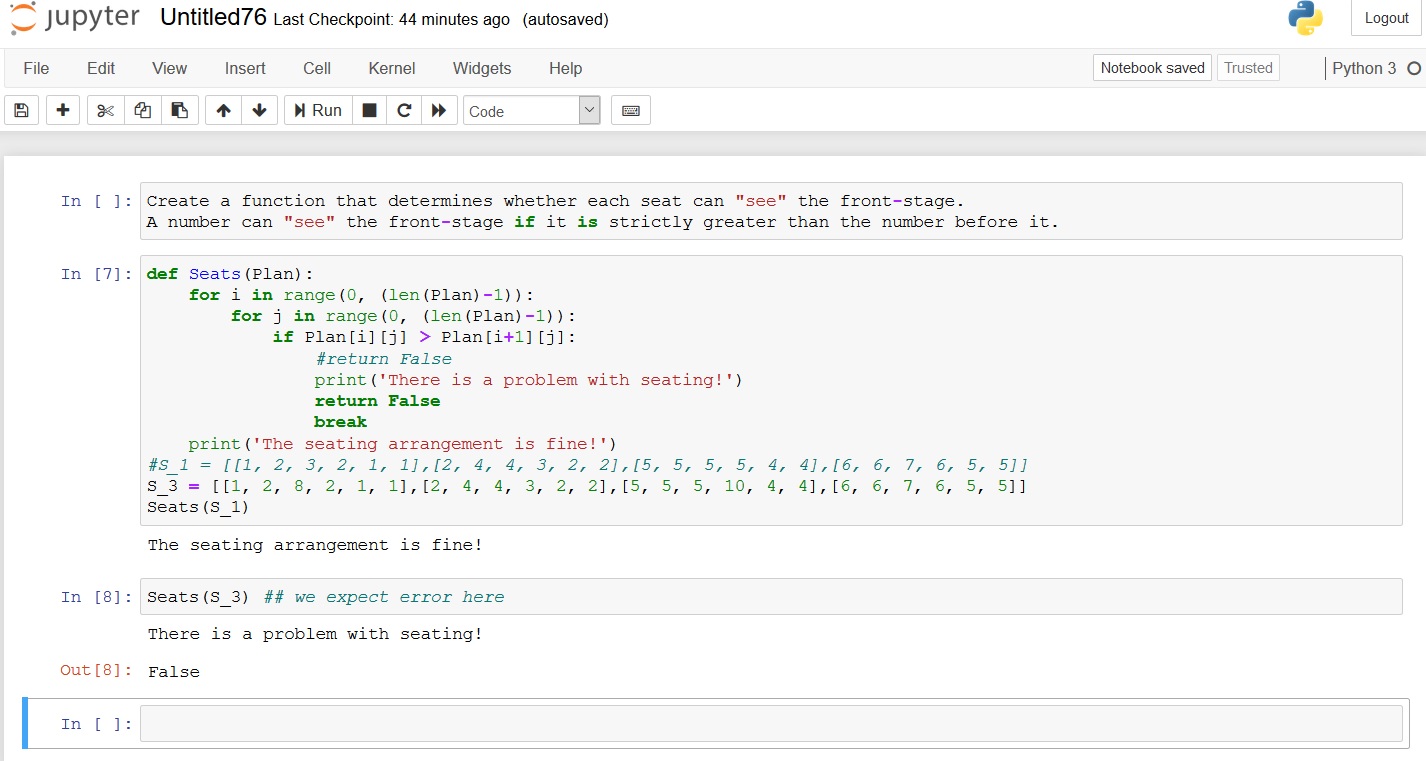 jupyter Untitled76 Last Checkpoint: 44 minutes ago (autosaved)
Logout
File Edit View Insert Cell Kernel Widgets Help
Notebook saved Trusted Python 3
Run Code
In [ ]: Create a function that determines whether each seat can "see" the front-stage.
A number can "see" the front-stage if it is strictly greater than the number before it.
In [7]: def Seats(Plan):
    for i in range(0, (len(Plan)-1)):
        for j in range(0, (len(Plan)-1)):
            if Plan[i][j] > Plan[i+1][j]:
                #return False
                print('There is a problem with seating!')
                return False
                break
    print('The seating arrangement is fine!')
#S_1 = [[1, 2, 3, 2, 1, 1],[2, 4, 4, 3, 2, 2],[5, 5, 5, 5, 4, 4],[6, 6, 7, 6, 5, 5]]
S_3 = [[1, 2, 8, 2, 1, 1],[2, 4, 4, 3, 2, 2],[5, 5, 5, 10, 4, 4],[6, 6, 7, 6, 5, 5]]
Seats(S_1)
The seating arrangement is fine!
In [8]: Seats(S_3) ## we expect error here
There is a problem with seating!
Out[8]: False
In [ ]: